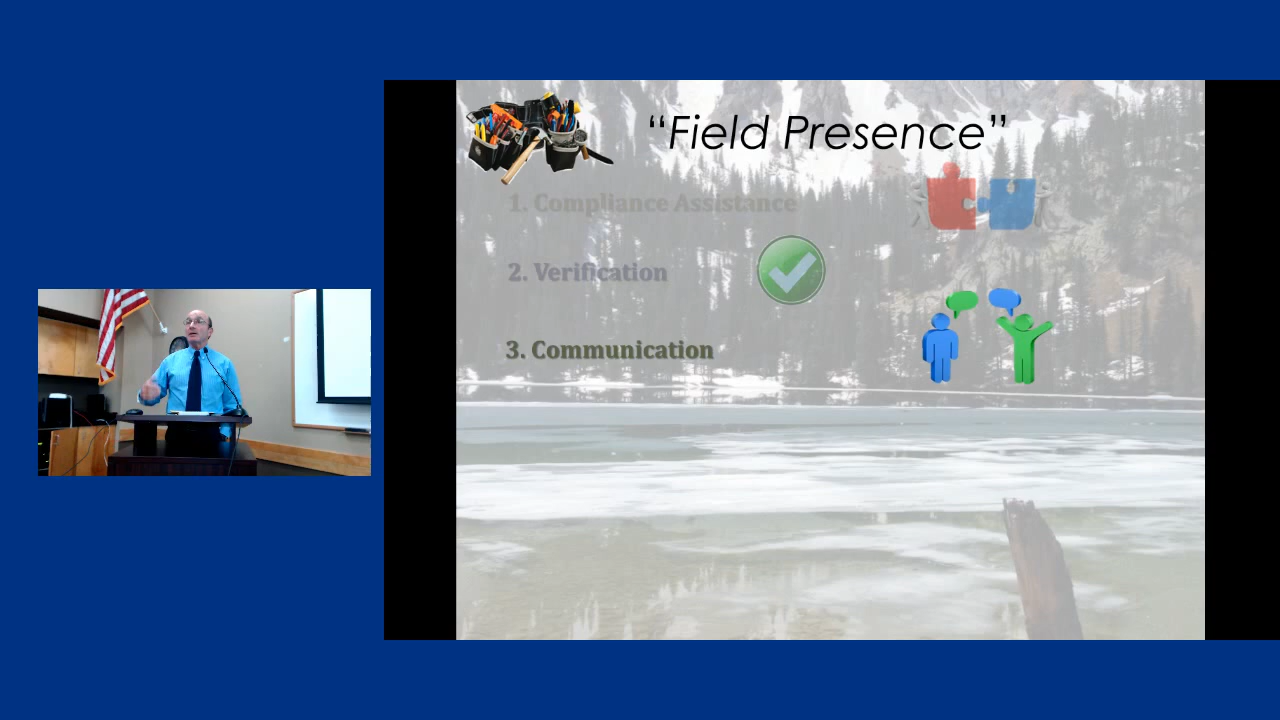 “Field Presence”
1. Compliance Assistance
2. Verification
3. Communication